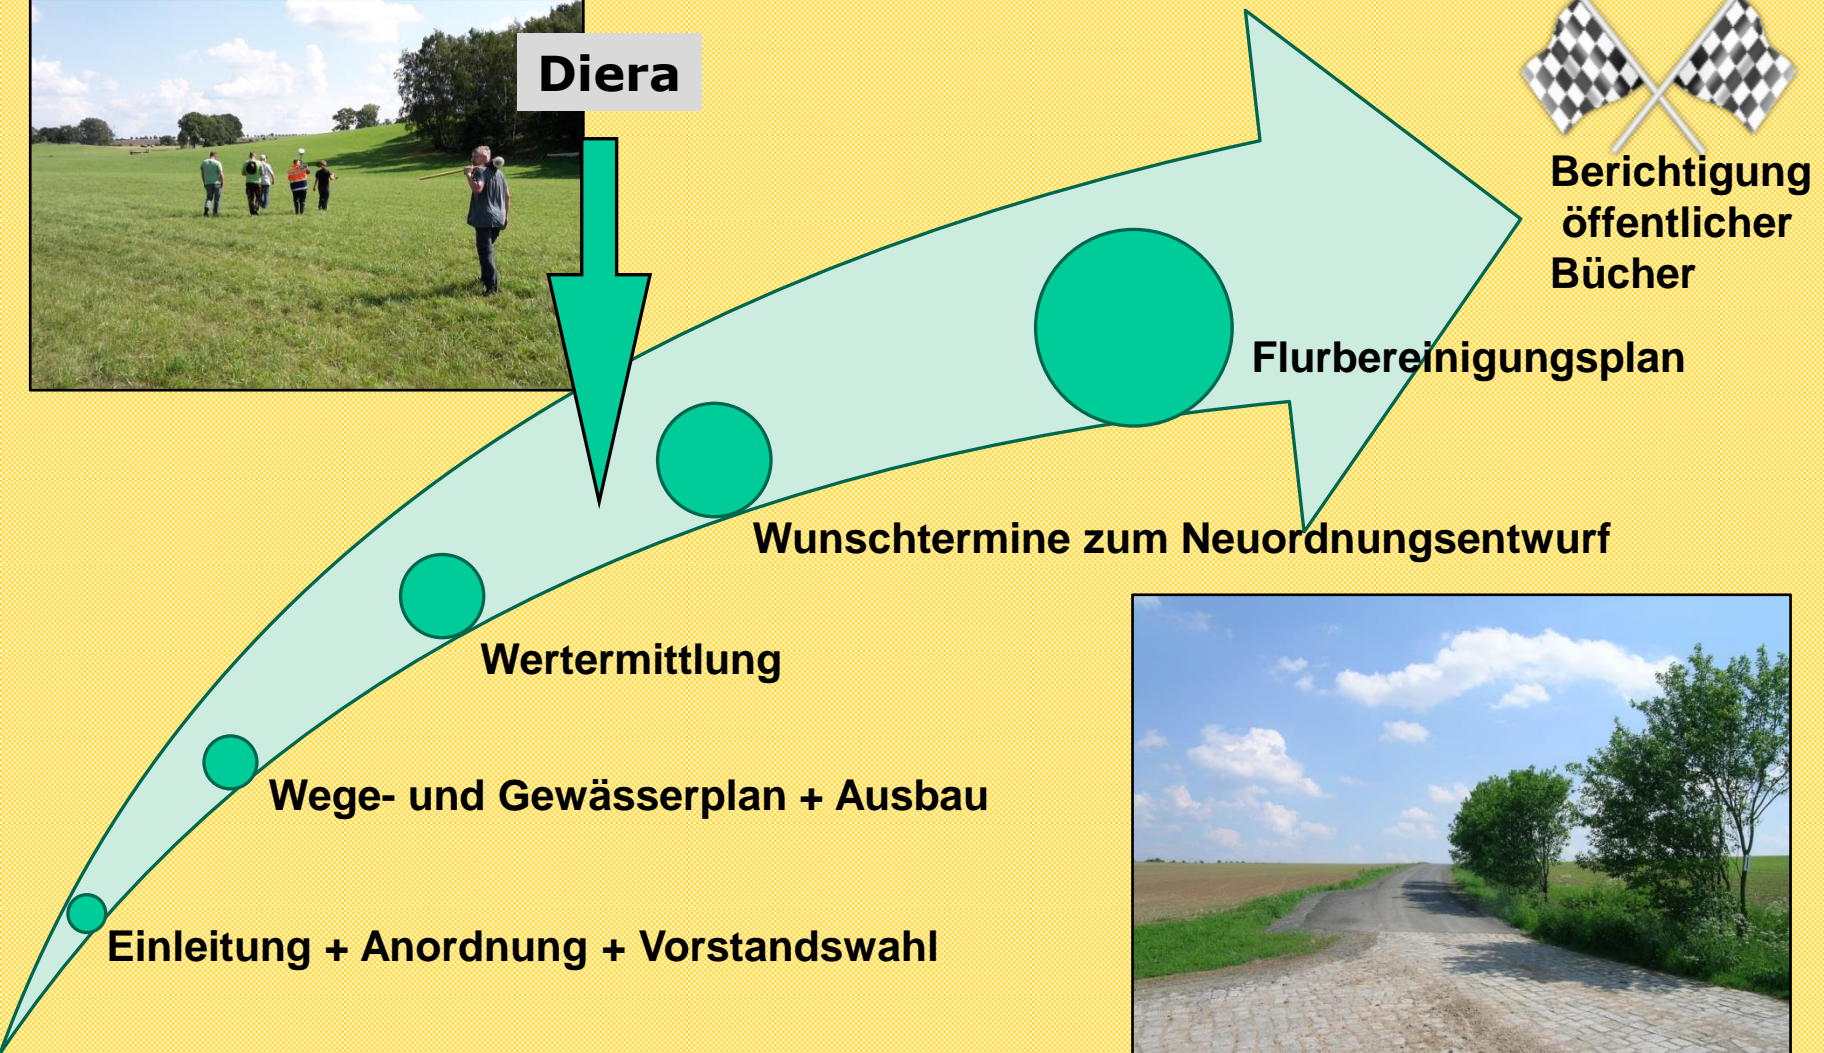 Diera
Berichtigung
öffentlicher
Bücher
Flurbereinigungsplan
Wunschtermine zum Neuordnungsentwurf
Wertermittlung
Wege- und Gewässerplan + Ausbau
Einleitung + Anordnung + Vorstandswahl